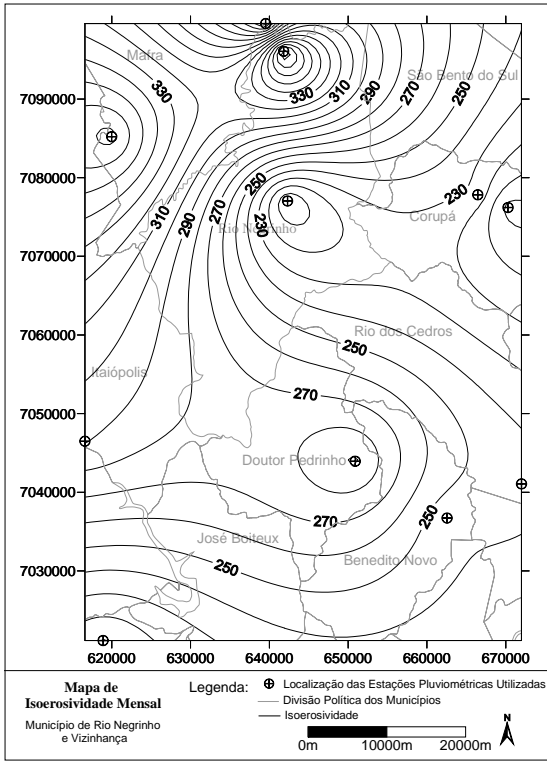 Mafra
São Bento do Sul
330
330
310
290
270
250
7090000
7080000
250
230
Corupá
270
290
310
230
Rio Negrinho
7070000
7060000
Rio dos Cedros
250
Itaiópolis
270
7050000
Doutor Pedrinho
7040000
270
250
José Boiteux
Benedito Novo
250
7030000
620000 630000 640000 650000 660000 670000
Mapa de
Isoerosividade Mensal
Município de Rio Negrinho
e Vizinhança
Legenda:
Localização das Estações Pluviométricas Utilizadas
Divisão Política dos Municípios
Isoerosividade
N
0m 10000m 20000m